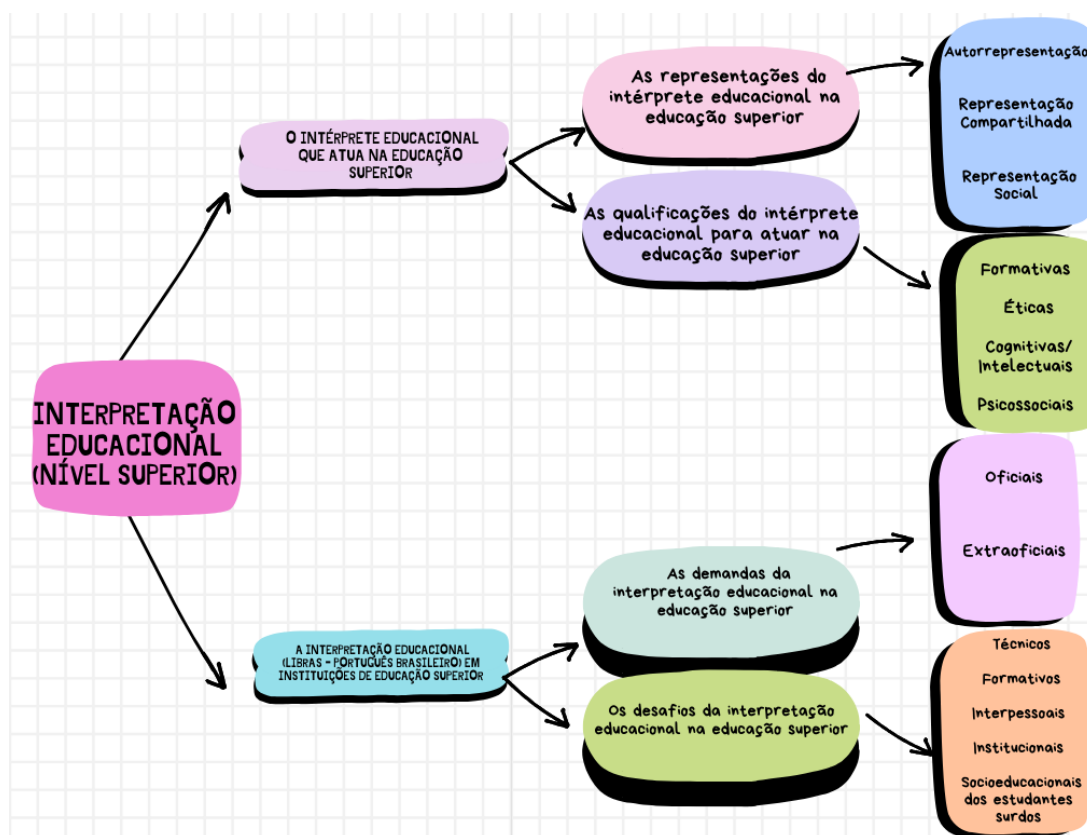 INTERPRETAÇÃO
EDUCACIONAL
(NÍVEL SUPERIOR)
O INTÉRPRETE EDUCACIONAL
QUE ATUA NA EDUCAÇÃO
SUPERIOR
As representações do
intérprete educacional na
educação superior
Autorrepresentação
Representação
Compartilhada
Representação
Social
As qualificações do intérprete
educacional para atuar na
educação superior
Formativas
Éticas
Cognitivas/
Intelectuais
Psicossociais
A INTERPRETAÇÃO EDUCACIONAL
(LIBRAS - PORTUGUÊS BRASILEIRO) EM
INSTITUIÇÕES DE EDUCAÇÃO SUPERIOR
As demandas da
interpretação educacional na
educação superior
Oficiais
Extraoficiais
Os desafios da interpretação
educacional na educação superior
Técnicos
Formativos
Interpessoais
Institucionais
Socioeducacionais
dos estudantes
surdos